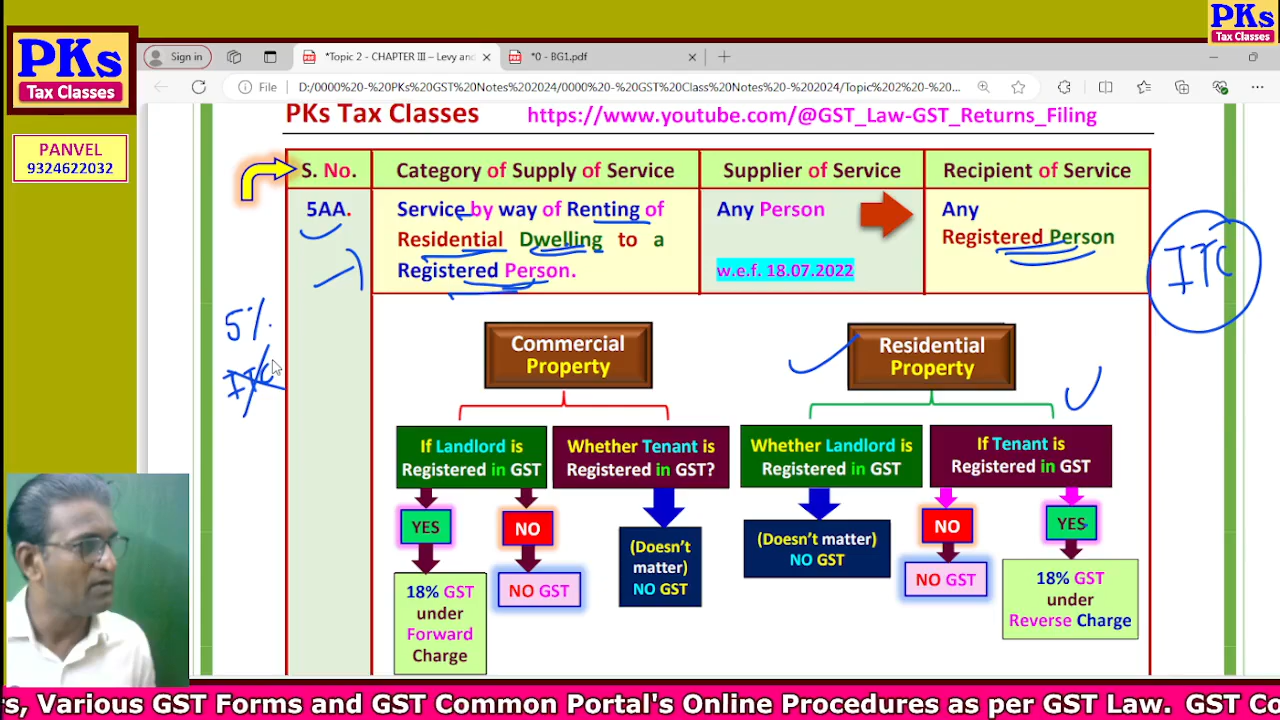 PKs
Tax Classes
PKs
Tax Classes
PANVEL
9324622032
Sign in
*Topic 2 - CHAPTER III – Levy and
*0 - BG1.pdf
File
D:/0000%20-%20PKs%20GST%20Notes%202024/0000%20-%20GST%20Class%20Notes%20-%202024/Topic%202%20-%20...
PKs Tax Classes
https://www.youtube.com/@GST_Law-GST_Returns_Filing
S. No.
Category of Supply of Service
Supplier of Service
Recipient of Service
5AA.
Service by way of Renting of
Residential Dwelling to a
Registered Person.
Any Person
w.e.f. 18.07.2022
Any
Registered Person
ITC
5%
ITC
Commercial
Property
Residential
Property
If Landlord is
Registered in GST
Whether Tenant is
Registered in GST?
Whether Landlord is
Registered in GST
If Tenant is
Registered in GST
YES
NO
(Doesn't
matter)
NO GST
(Doesn't matter)
NO GST
NO
YES
18% GST
under
Forward
Charge
NO GST
NO GST
18% GST
under
Reverse Charge
rs, Various GST Forms and GST Common Portal's Online Procedures as per GST Law. GST Co